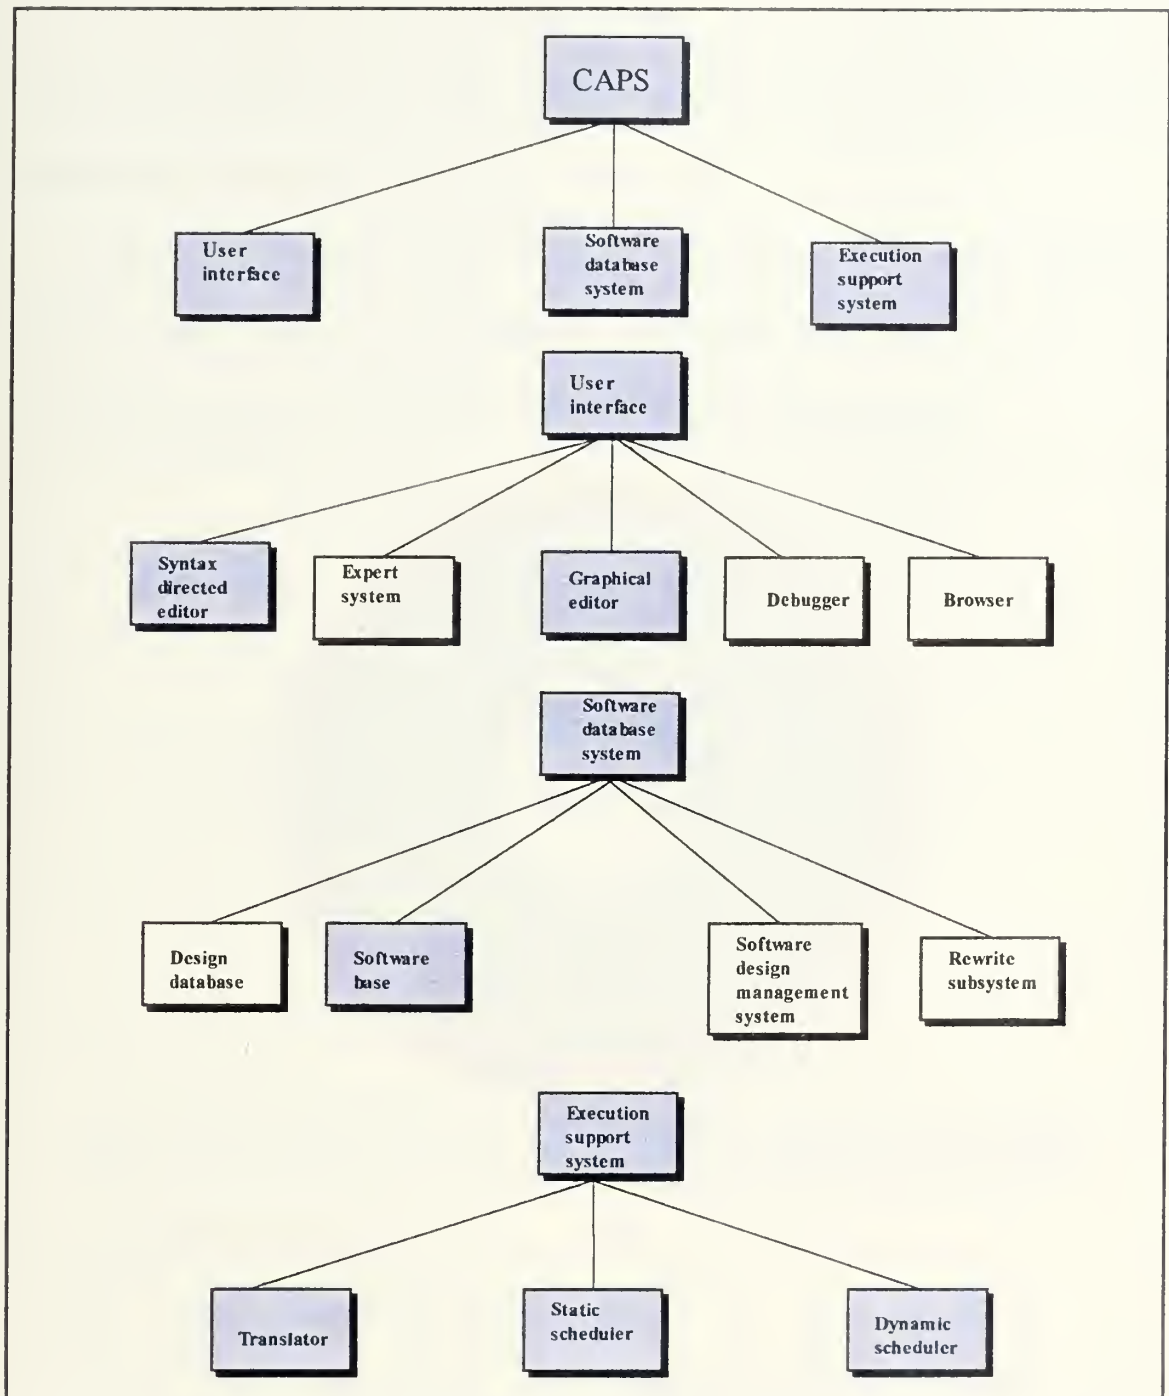 CAPS
User
interface
Software
database
system
Execution
support
system
User
interface
Syntax
directed
editor
Expert
system
Graphical
editor
Debugger
Browser
Software
database
system
Design
database
Software
base
Software
design
management
system
Rewrite
subsystem
Execution
support
system
Translator
Static
scheduler
Dynamic
scheduler